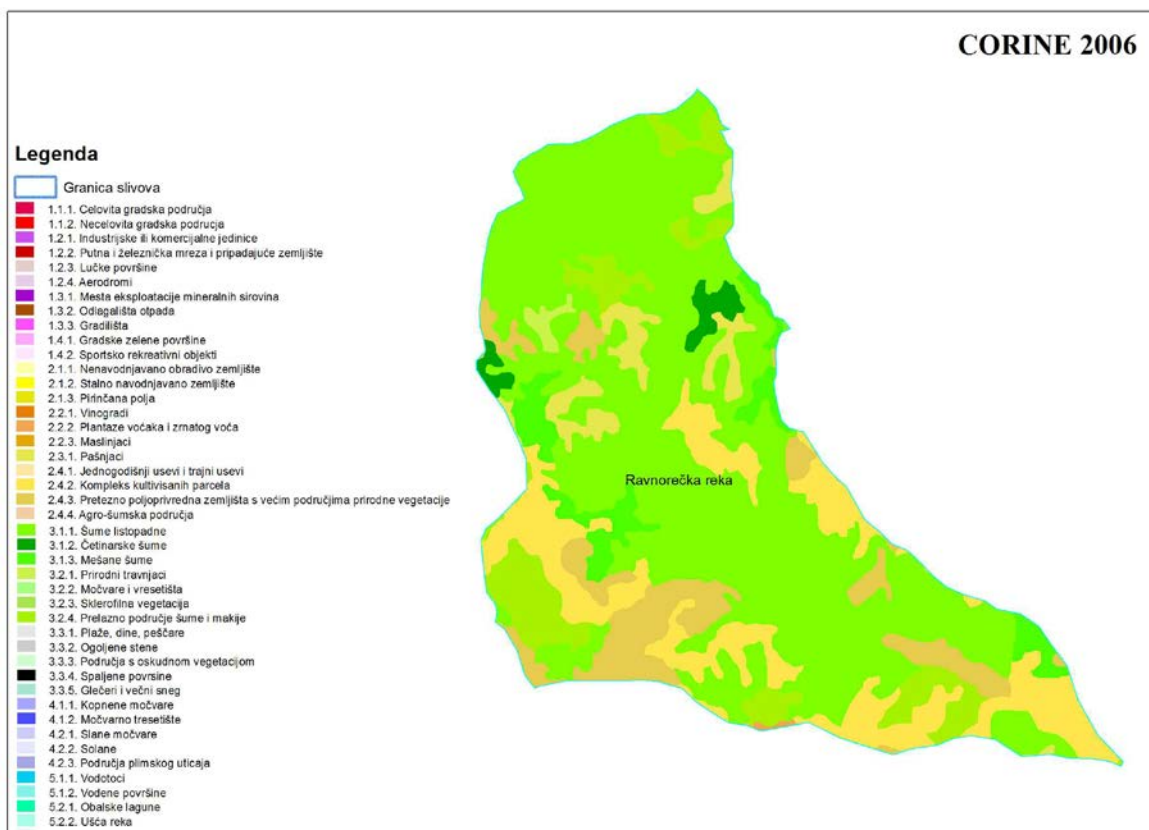 CORINE 2006
Legenda
Granica slivova
1.1.1. Celovita gradska područja
1.1.2. Necelovita gradska podrucja
1.2.1. Industrijske ili komercijalne jedinice
1.2.2. Putna i železnička mreza i pripadajuće zemljište
1.2.3. Lučke površine
1.2.4. Aerodromi
1.3.1. Mesta eksploatacije mineralnih sirovina
1.3.2. Odlagališta otpada
1.3.3. Gradilišta
1.4.1. Gradske zelene površine
1.4.2. Sportsko rekreativni objekti
2.1.1. Nenavodnjavano obradivo zemljište
2.1.2. Stalno navodnjavano zemljište
2.1.3. Pirinčana polja
2.2.1. Vinogradi
2.2.2. Plantaze voćaka i zrnatog voća
2.2.3. Maslinjaci
2.3.1. Pašnjaci
2.4.1. Jednogodišnji usevi i trajni usevi
2.4.2. Kompleks kultivisanih parcela
2.4.3. Pretezno poljoprivredna zemljišta s većim područjima prirodne vegetacije
2.4.4. Agro-šumska područja
3.1.1. Šume listopadne
3.1.2. Četinarske šume
3.1.3. Mešane šume
3.2.1. Prirodni travnjaci
3.2.2. Močvare i vresetišta
3.2.3. Sklerofilna vegetacija
3.2.4. Prelazno područje šume i makije
3.3.1. Plaže, dine, peščare
3.3.2. Ogoljene stene
3.3.3. Područja s oskudnom vegetacijom
3.3.4. Spaljene povrsine
3.3.5. Glečeri i večni sneg
4.1.1. Kopnene močvare
4.1.2. Močvarno tresetište
4.2.1. Slane močvare
4.2.2. Solane
4.2.3. Područja plimskog uticaja
5.1.1. Vodotoci
5.1.2. Vodene površine
5.2.1. Obalske lagune
5.2.2. Ušća reka
Ravnorečka reka